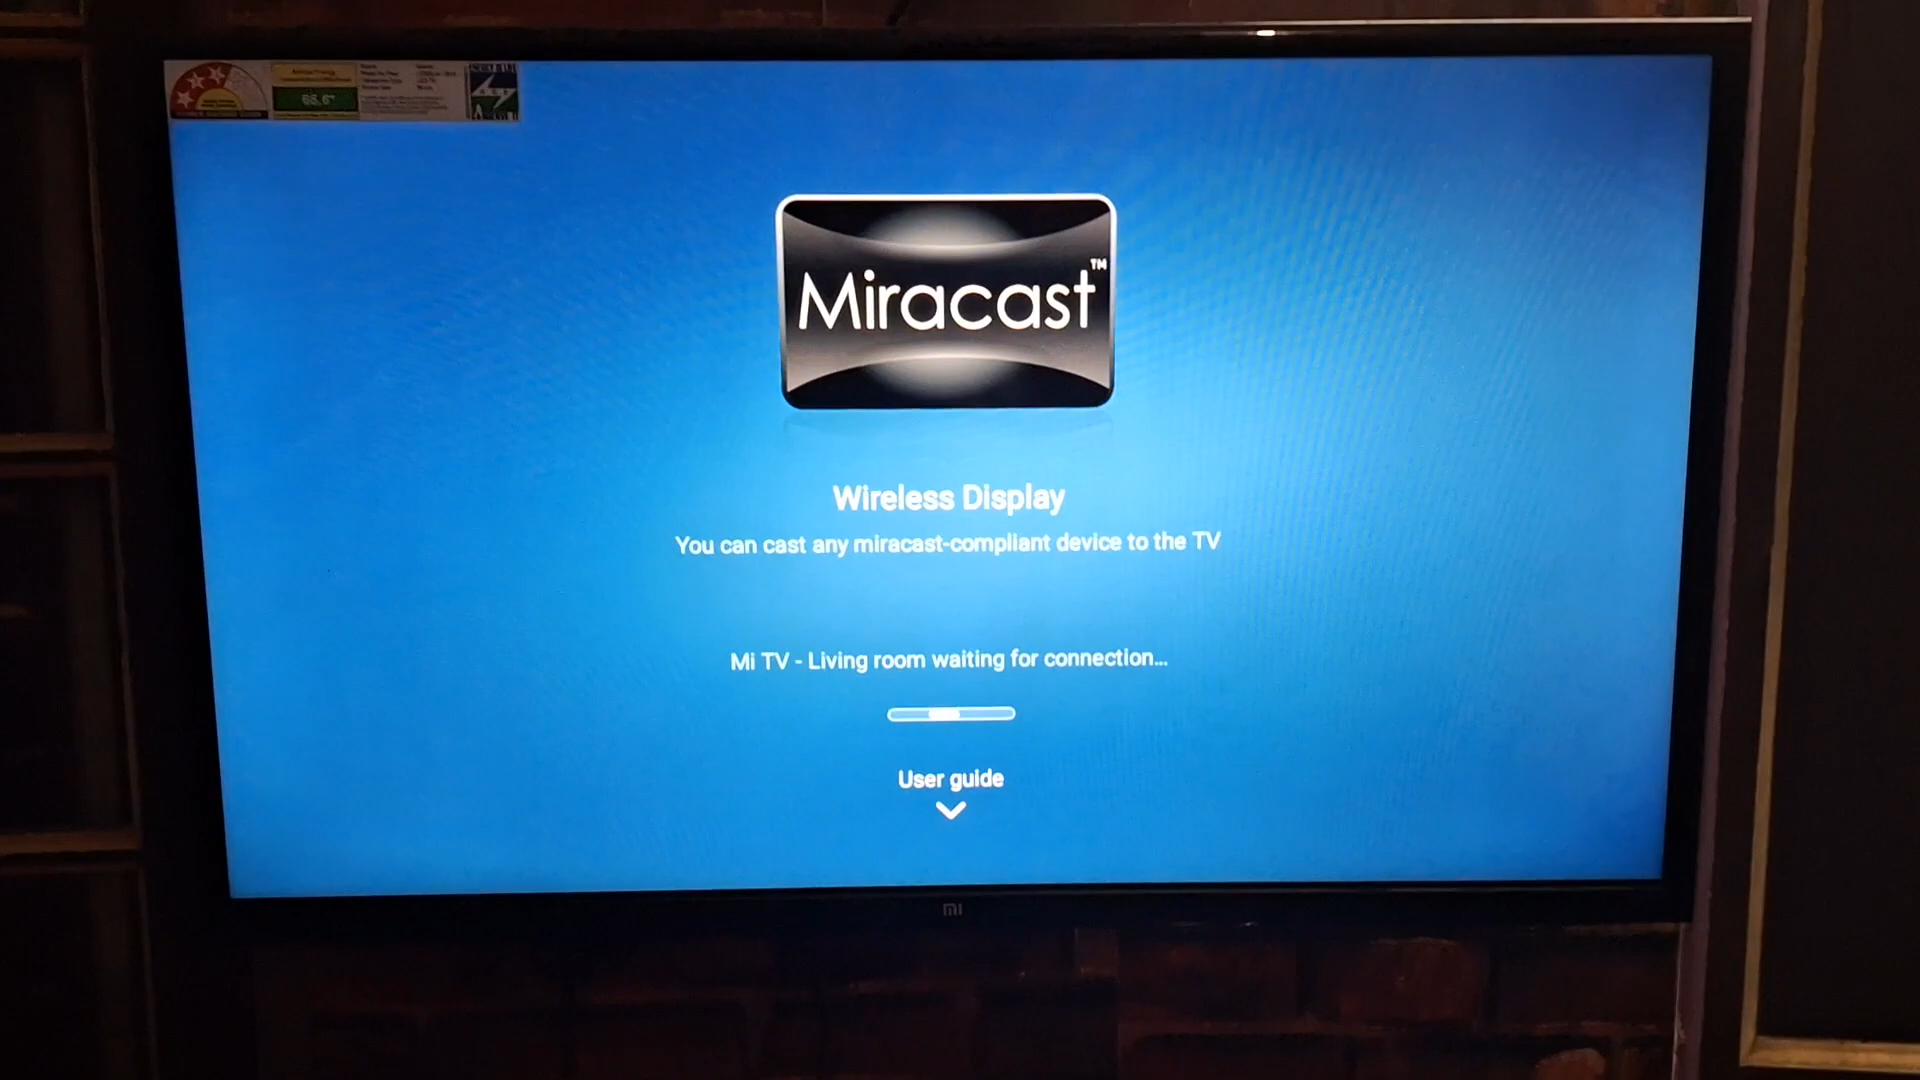 Miracast™
Wireless Display
You can cast any miracast-compliant device to the TV
Mi TV - Living room waiting for connection...
User guide
mi